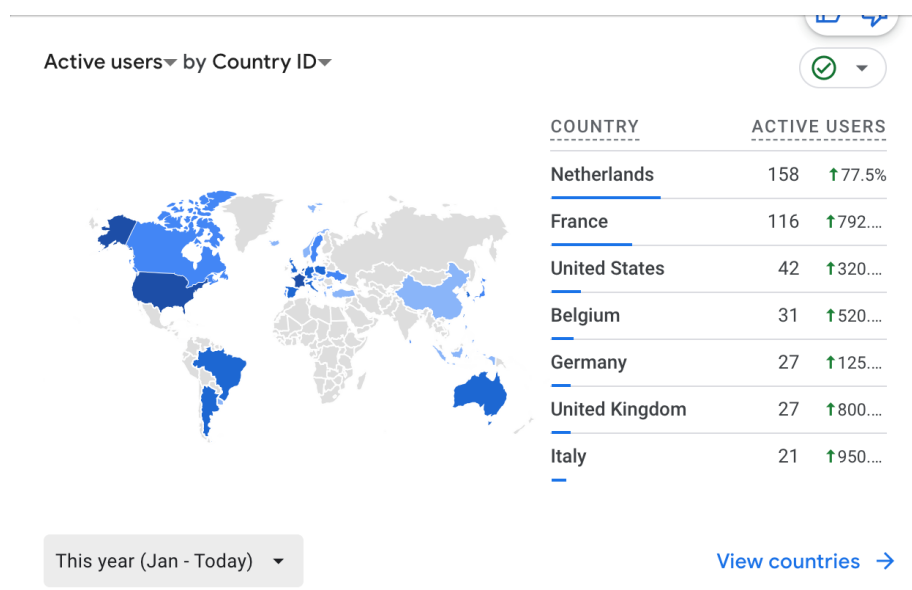 Active users by Country ID
COUNTRY ACTIVE USERS
Netherlands 158 ↑77.5%
France 116 ↑792....
United States 42 ↑320....
Belgium 31 ↑520....
Germany 27 ↑125....
United Kingdom 27 ↑800....
Italy 21 ↑950....
This year (Jan - Today)
View countries →